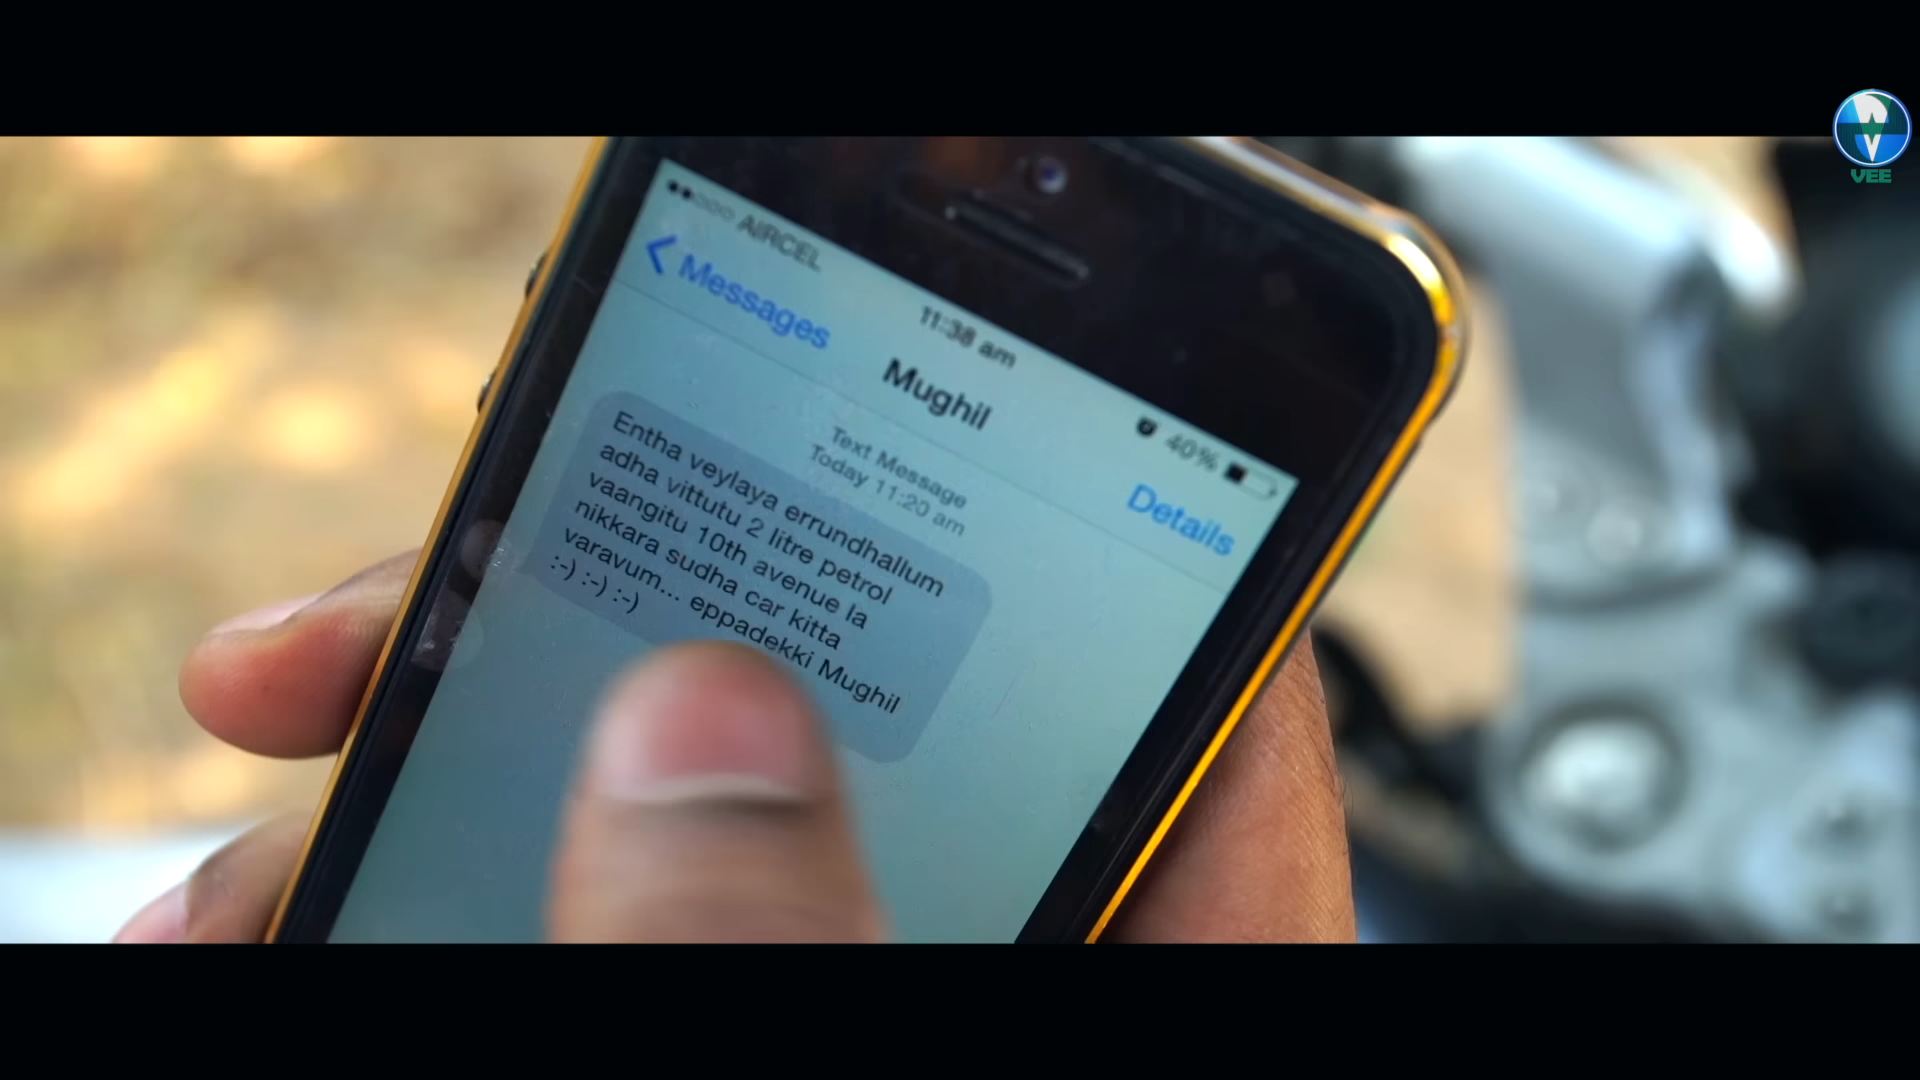 AIRCEL
11:38 am
40%
Messages
Mughil
Details
Text Message
Today 11:20 am
Entha veylaya errundhallum
adha vittutu 2 litre petrol
vaangitu 10th avenue la
nikkara sudha car kitta
varavum... eppadekki Mughil
:-) :-) :-)
VEE